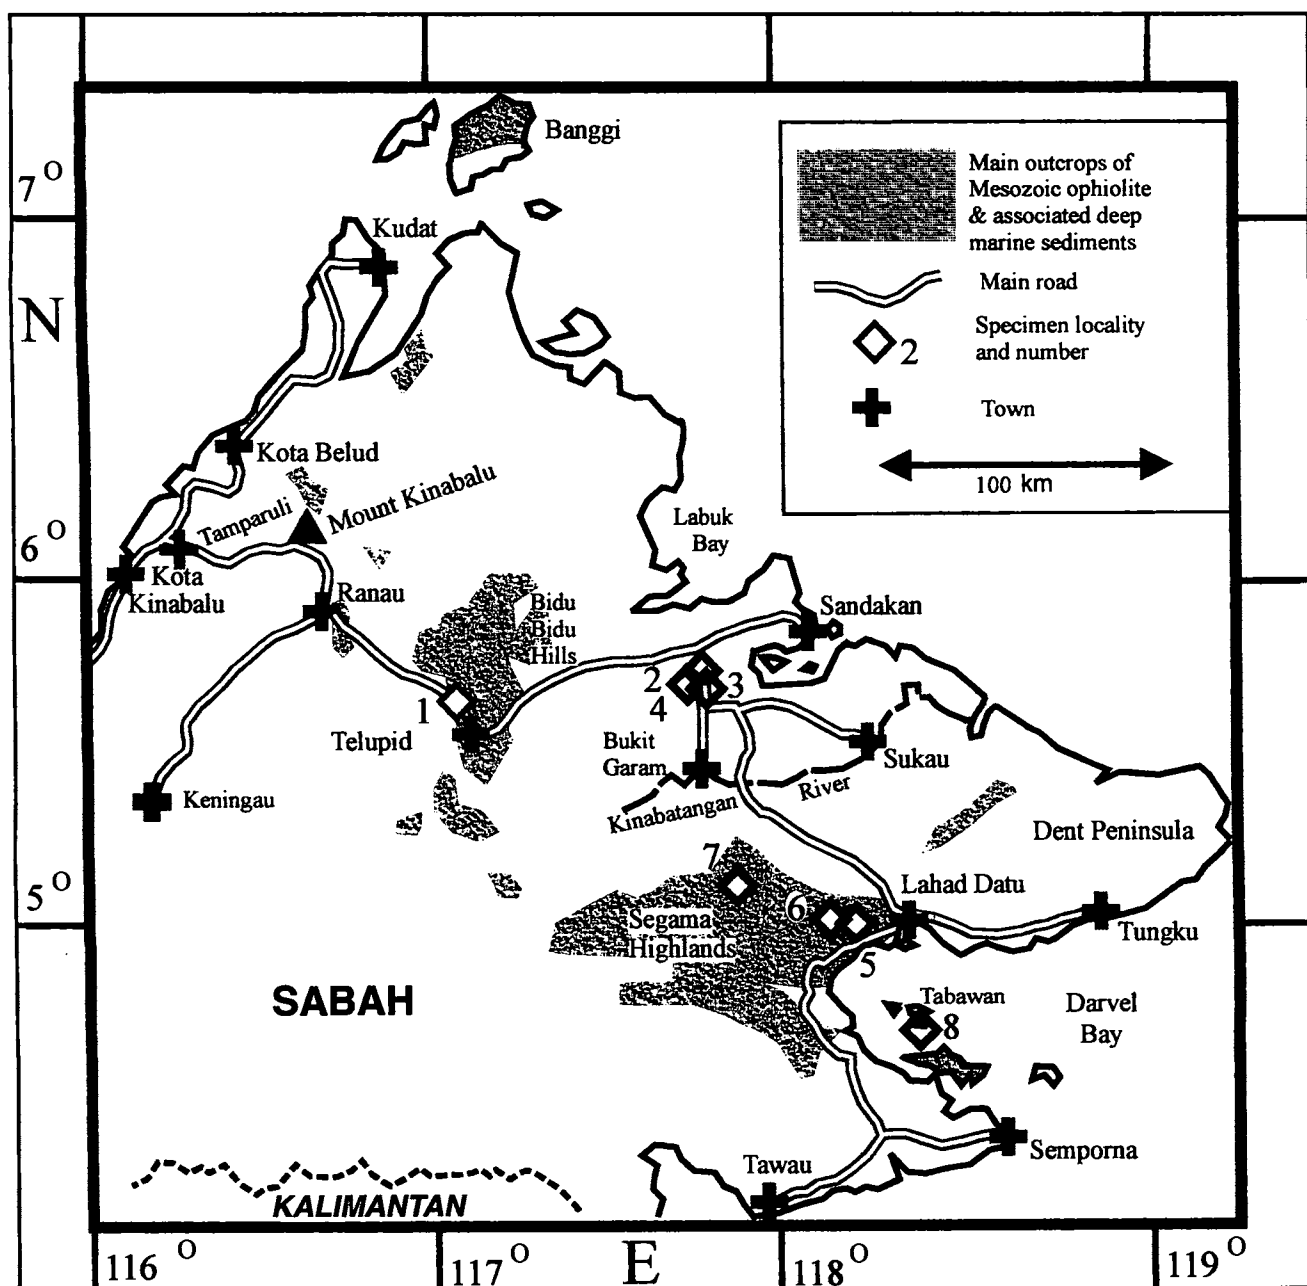 Banggi
7°
Kudat
N
Main outcrops of
Mesozoic ophiolite
& associated deep
marine sediments
Main road
2
Specimen locality
and number
Town
100 km
Kota Belud
Tamparuli
Mount Kinabalu
Labuk
Bay
6°
Kota
Kinabalu
Ranau
Bidu
Bidu
Hills
Sandakan
1
2
3
4
Telupid
Bukit
Garam
Sukau
Keningau
Kinabatangan
River
Dent Peninsula
7
5°
Lahad Datu
6
Segama
Highlands
Tungku
5
SABAH
Tabawan
8
Darvel
Bay
Tawau
Semporna
KALIMANTAN
116°
117°
E
118°
119°